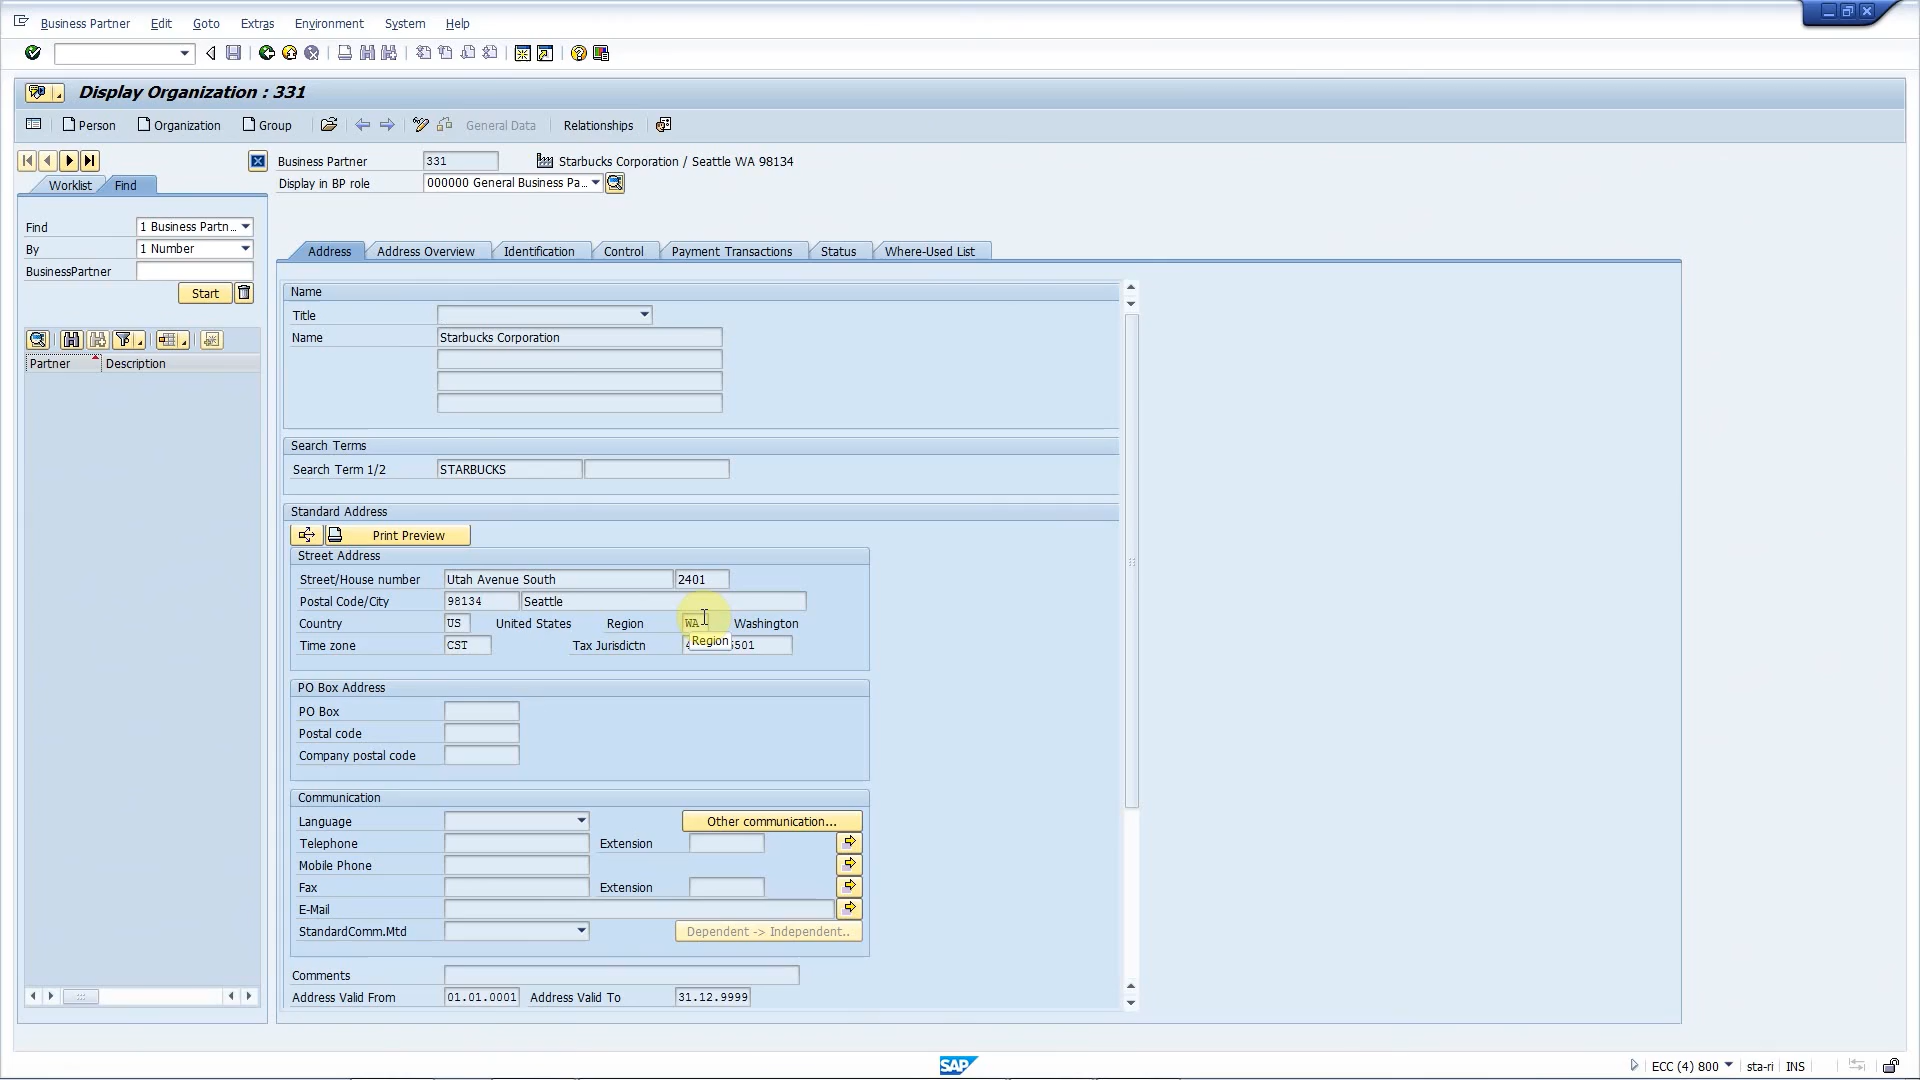 Business Partner Edit Goto Extras Environment System Help
Display Organization : 331
Person Organization Group General Data Relationships
Business Partner 331 Starbucks Corporation / Seattle WA 98134
Display in BP role 000000 General Business Pa...
Worklist Find
Find 1 Business Partn...
By 1 Number
BusinessPartner
Start
Partner Description
Address Address Overview Identification Control Payment Transactions Status Where-Used List
Name
Title
Name Starbucks Corporation
Search Terms
Search Term 1/2 STARBUCKS
Standard Address
Print Preview
Street Address
Street/House number Utah Avenue South 2401
Postal Code/City 98134 Seattle
Country US United States Region WA Washington
Region
Time zone CST Tax Jurisdictn
PO Box Address
PO Box
Postal code
Company postal code
Communication
Language Other communication...
Telephone Extension
Mobile Phone
Fax Extension
E-Mail
StandardComm.Mtd Dependent -> Independent..
Comments
Address Valid From 01.01.0001 Address Valid To 31.12.9999
SAP ECC (4) 800 sta-ri INS